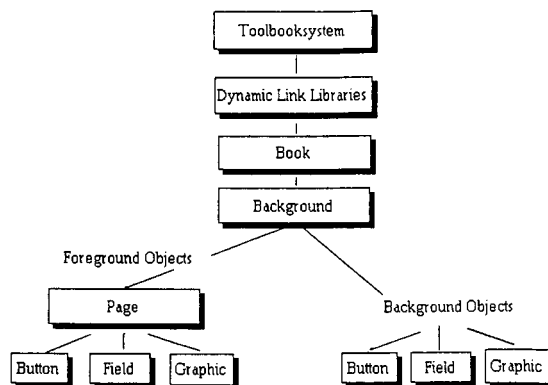 Toolbooksystem
Dynamic Link Libraries
Book
Background
Foreground Objects
Page
Background Objects
Button
Field
Graphic
Button
Field
Graphic